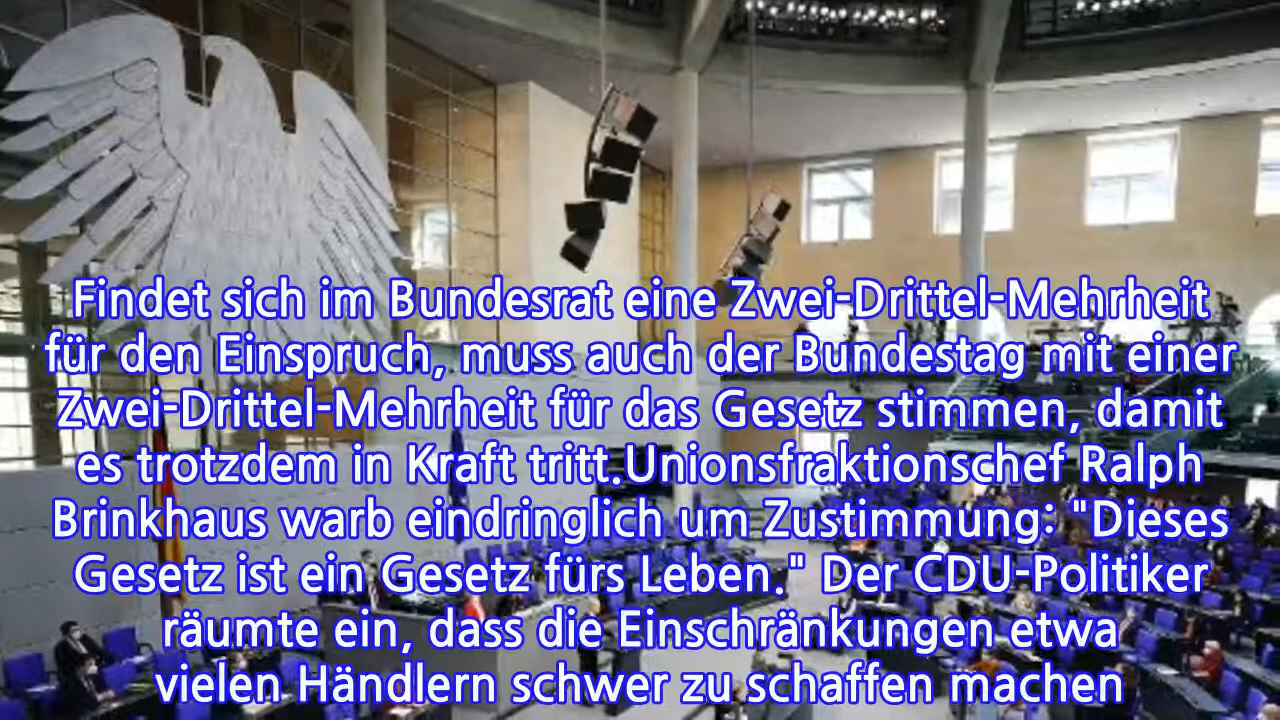 Findet sich im Bundesrat eine Zwei-Drittel-Mehrheit
für den Einspruch, muss auch der Bundestag mit einer
Zwei-Drittel-Mehrheit für das Gesetz stimmen, damit
es trotzdem in Kraft tritt.Unionsfraktionschef Ralph
Brinkhaus warb eindringlich um Zustimmung: "Dieses
Gesetz ist ein Gesetz fürs Leben." Der CDU-Politiker
räumte ein, dass die Einschränkungen etwa
vielen Händlern schwer zu schaffen machen